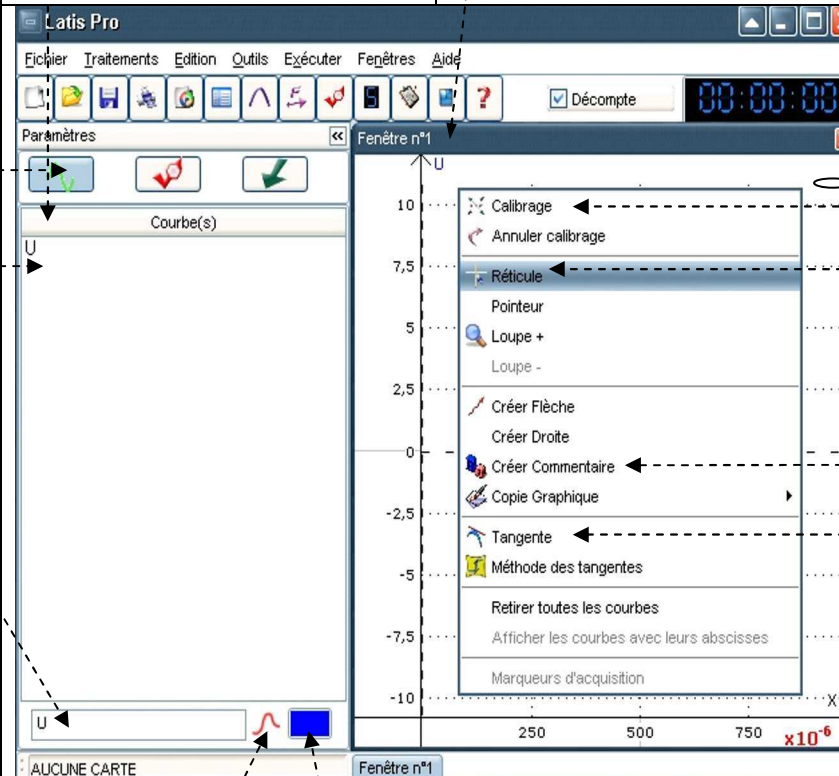 Latis Pro
Fichier Traitements Edition Outils Exécuter Fenêtres Aide
Décompte 00:00:00
Paramètres
Fenêtre n°1
Courbe(s)
U
U
10
7,5
5
2,5
0
-2,5
-5
-7,5
-10
Calibrage
Annuler calibrage
Réticule
Pointeur
Loupe +
Loupe -
Créer Flèche
Créer Droite
Créer Commentaire
Copie Graphique
Tangente
Méthode des tangentes
Retirer toutes les courbes
Afficher les courbes avec leurs abscisses
Marqueurs d'acquisition
X
250 500 750 x10-6
U
AUCUNE CARTE
Fenêtre n°1